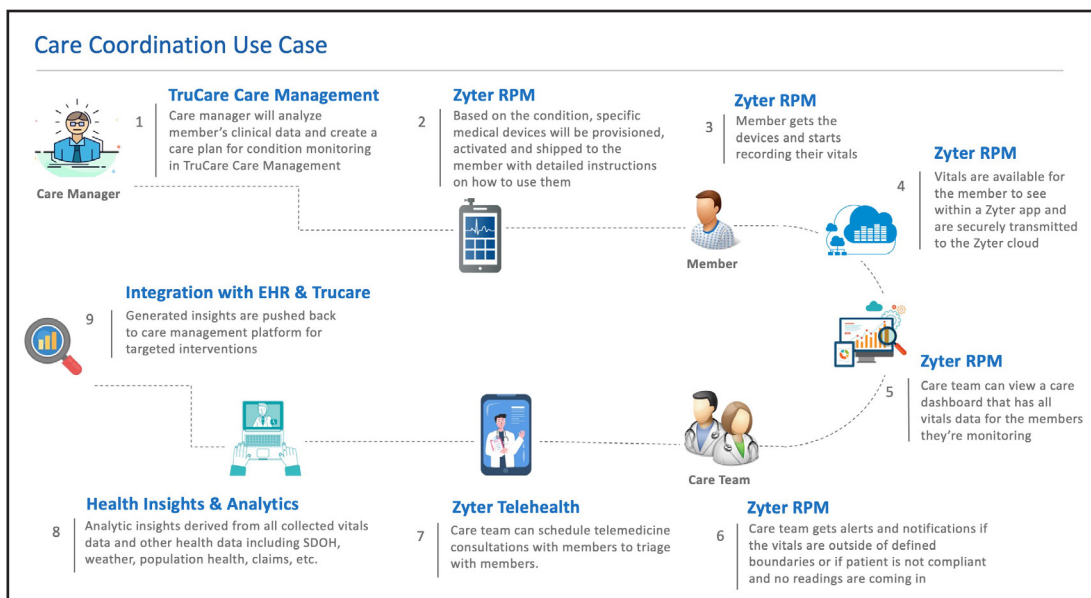 Care Coordination Use Case
TruCare Care Management
1
Care manager will analyze
member's clinical data and create a
care plan for condition monitoring
in TruCare Care Management
Care Manager
Zyter RPM
2
Based on the condition, specific
medical devices will be provisioned,
activated and shipped to the
member with detailed instructions
on how to use them
Zyter RPM
3
Member gets the
devices and starts
recording their vitals
Member
Zyter RPM
4
Vitals are available for
the member to see
within a Zyter app and
are securely transmitted
to the Zyter cloud
Zyter RPM
5
Care team can view a care
dashboard that has all
vitals data for the members
they're monitoring
Care Team
Zyter RPM
6
Care team gets alerts and notifications if
the vitals are outside of defined
boundaries or if patient is not compliant
and no readings are coming in
Zyter Telehealth
7
Care team can schedule telemedicine
consultations with members to triage
with members.
Health Insights & Analytics
8
Analytic insights derived from all collected vitals
data and other health data including SDOH,
weather, population health, claims, etc.
Integration with EHR & Trucare
9
Generated insights are pushed back
to care management platform for
targeted interventions